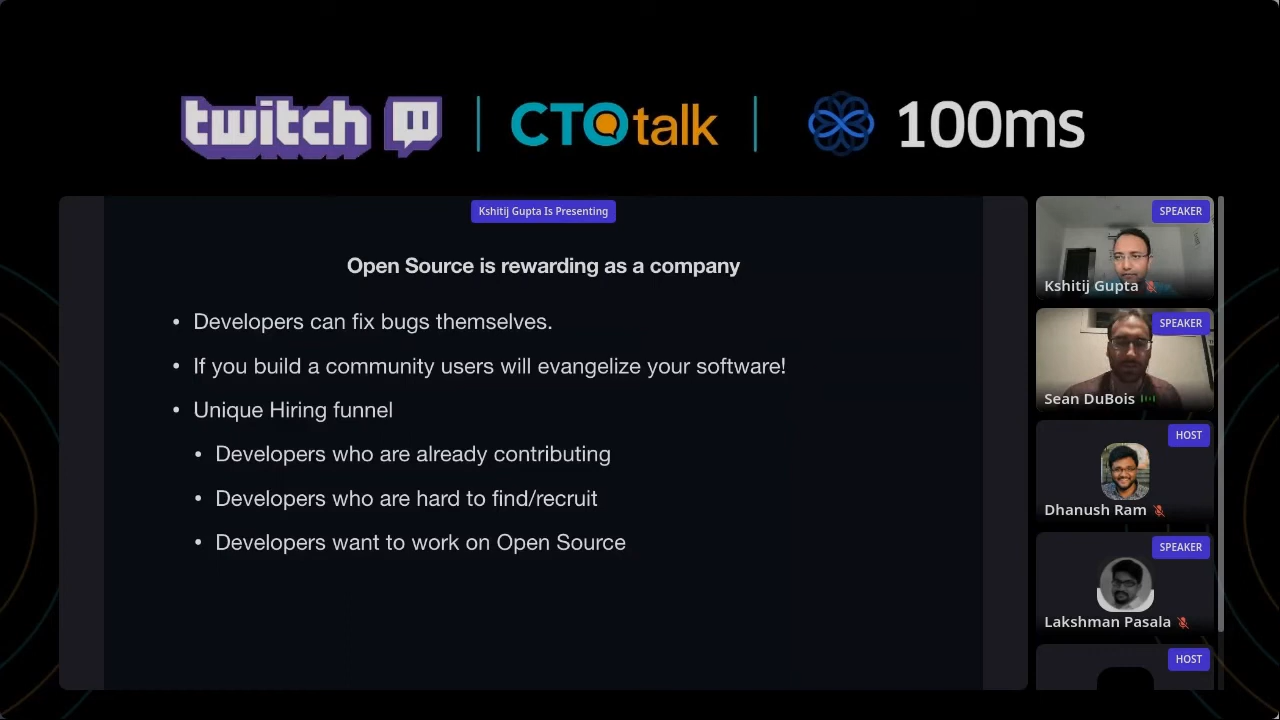 twitch
CTOtalk
100ms
Kshitij Gupta Is Presenting
Open Source is rewarding as a company
• Developers can fix bugs themselves.
• If you build a community users will evangelize your software!
• Unique Hiring funnel
• Developers who are already contributing
• Developers who are hard to find/recruit
• Developers want to work on Open Source
SPEAKER
Kshitij Gupta
SPEAKER
Sean DuBois
HOST
Dhanush Ram
SPEAKER
Lakshman Pasala
HOST